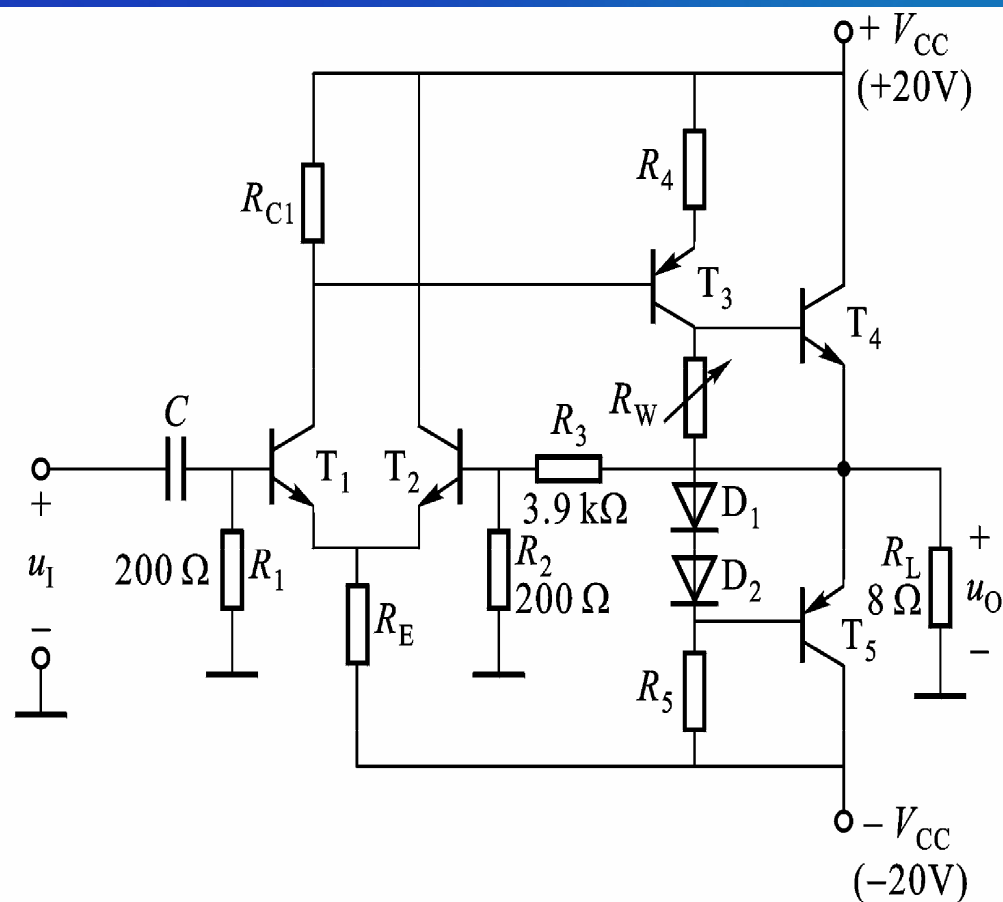 + V_CC
(+20V)
R_4
R_C1
T_3
T_4
R_W
C
R_3
T_1
T_2
3.9 kΩ
D_1
+
u_I
–
200 Ω
R_1
R_2
200 Ω
D_2
R_L
8 Ω
+
u_O
–
R_E
T_5
R_5
– V_CC
(–20V)